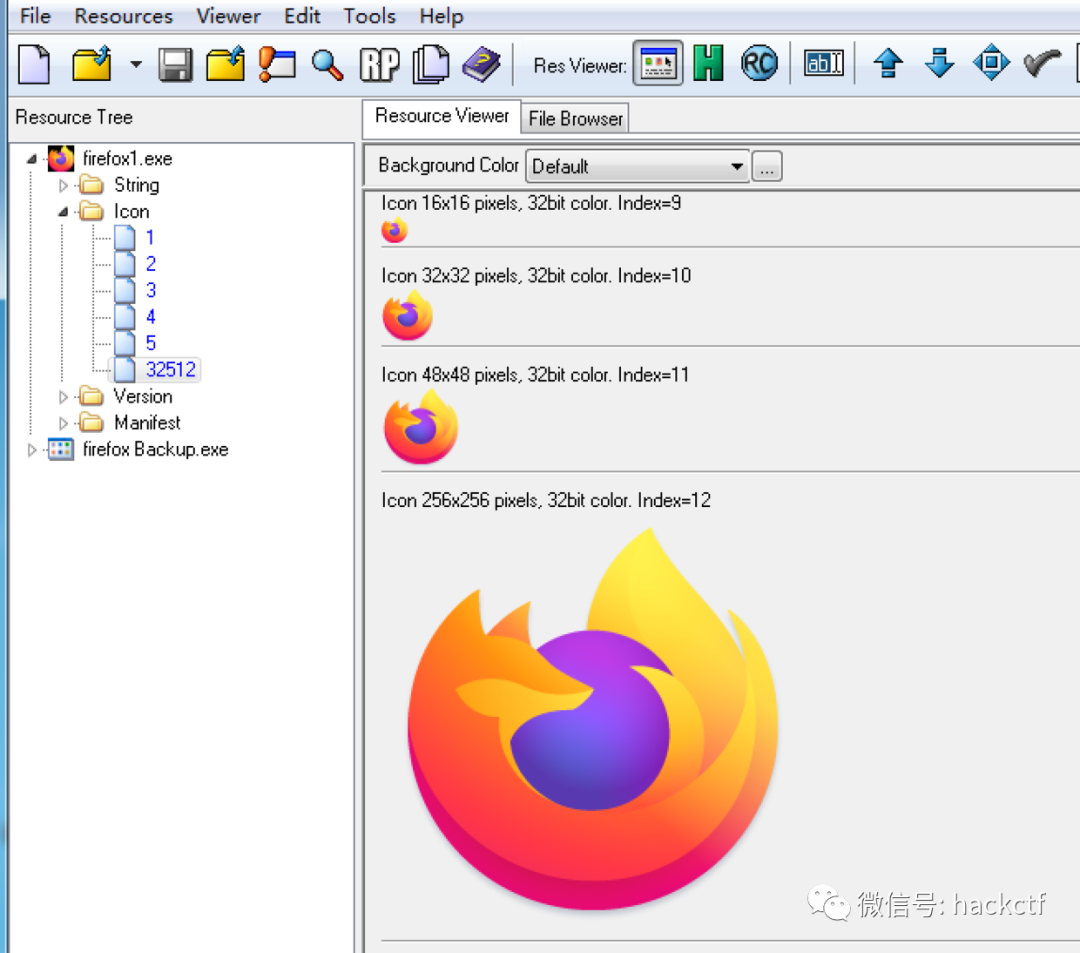 File Resources Viewer Edit Tools Help
RP Res Viewer: H RC ab
Resource Tree
Resource Viewer File Browser
firefox1.exe
String
Icon
1
2
3
4
5
32512
Version
Manifest
firefox Backup.exe
Background Color Default ...
Icon 16x16 pixels, 32bit color. Index=9
Icon 32x32 pixels, 32bit color. Index=10
Icon 48x48 pixels, 32bit color. Index=11
Icon 256x256 pixels, 32bit color. Index=12
微信号: hackctf